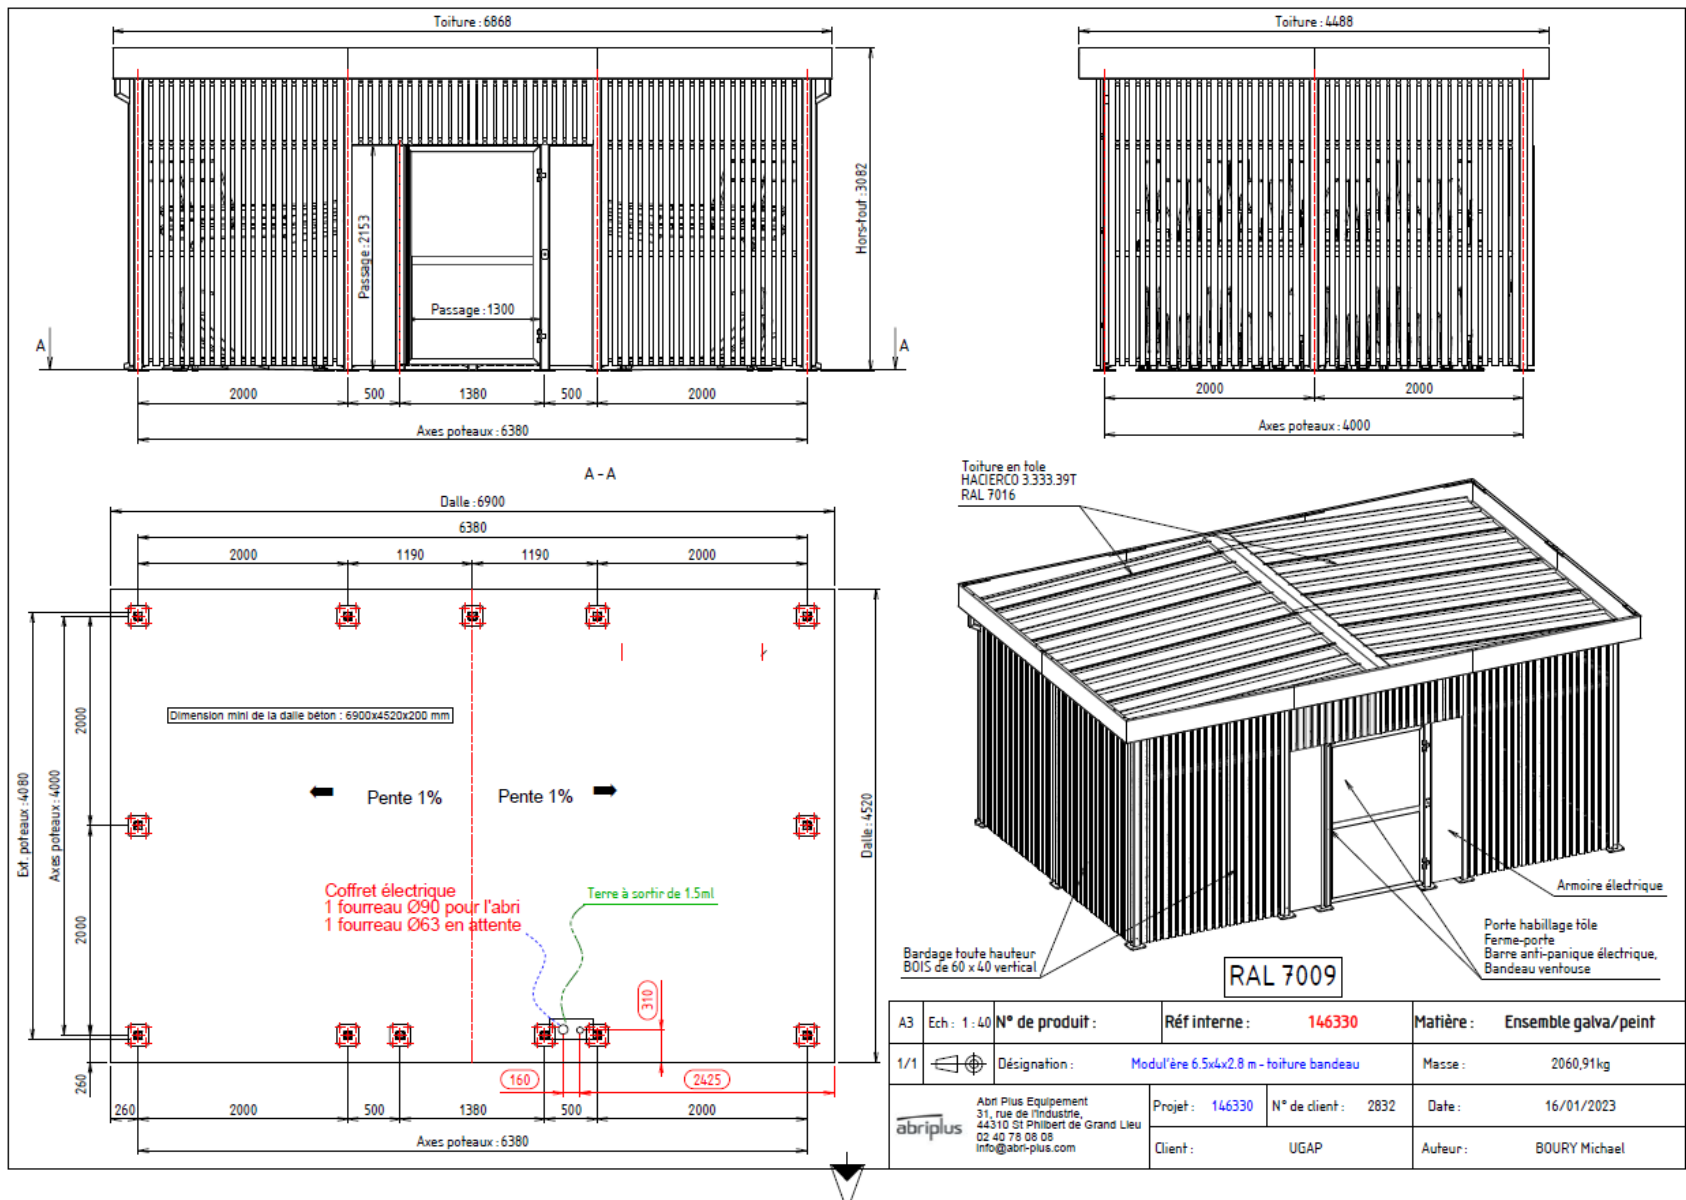 Toiture : 6868
Toiture : 4488
Passage : 2153
Passage : 1300
Hors-tout : 3082
A
A
2000
500
1380
500
2000
Axes poteaux : 6380
2000
2000
Axes poteaux : 4000
A - A
Dalle : 6900
6380
2000
1190
1190
2000
Dimension mini de la dalle béton : 6900x4520x200 mm
Pente 1%
Pente 1%
Ext. poteaux : 4080
Axes poteaux : 4000
2000
2000
260
Dalle : 4520
Coffret électrique
1 fourreau Ø90 pour l'abri
1 fourreau Ø63 en attente
Terre à sortir de 1.5ml
310
160
2425
260
2000
500
1380
500
2000
Axes poteaux : 6380
Toiture en tole
HACIERCO 3.333.39T
RAL 7016
Armoire électrique
Porte habillage tôle
Ferme-porte
Barre anti-panique électrique,
Bandeau ventouse
Bardage toute hauteur
BOIS de 60 x 40 vertical
RAL 7009
A3
Ech : 1 : 40
N° de produit :
Réf interne :
146330
Matière :
Ensemble galva/peint
1/1
Désignation :
Modul'ère 6.5x4x2.8 m - toiture bandeau
Masse :
2060,91kg
abriplus
Abri Plus Equipement
31, rue de l'industrie,
44310 St Philbert de Grand Lieu
02 40 78 08 08
info@abri-plus.com
Projet :
146330
N° de client :
2832
Date :
16/01/2023
Client :
UGAP
Auteur :
BOURY Michael